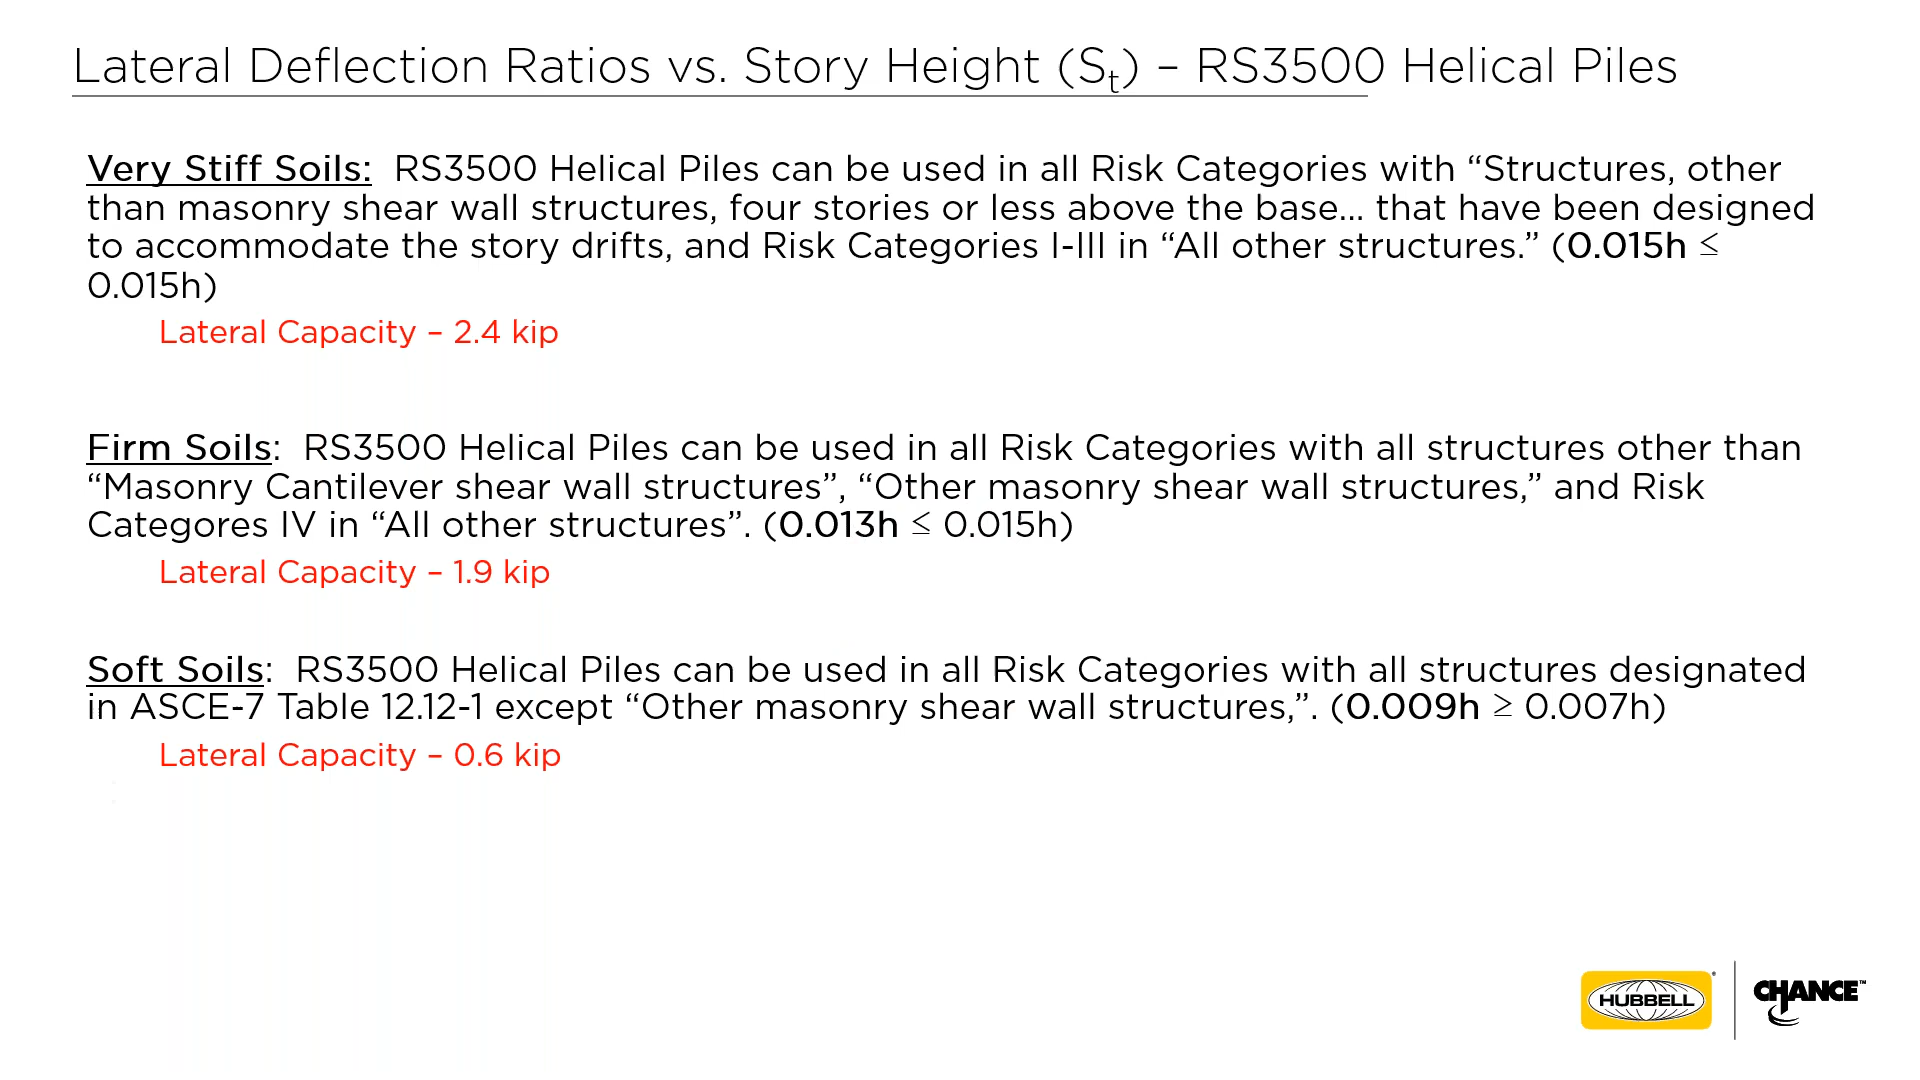 Lateral Deflection Ratios vs. Story Height (St) – RS3500 Helical Piles
Very Stiff Soils: RS3500 Helical Piles can be used in all Risk Categories with “Structures, other
than masonry shear wall structures, four stories or less above the base... that have been designed
to accommodate the story drifts, and Risk Categories I-III in “All other structures.” (0.015h ≤
0.015h)
Lateral Capacity – 2.4 kip
Firm Soils: RS3500 Helical Piles can be used in all Risk Categories with all structures other than
“Masonry Cantilever shear wall structures”, “Other masonry shear wall structures,” and Risk
Categores IV in “All other structures”. (0.013h ≤ 0.015h)
Lateral Capacity – 1.9 kip
Soft Soils: RS3500 Helical Piles can be used in all Risk Categories with all structures designated
in ASCE-7 Table 12.12-1 except “Other masonry shear wall structures,”. (0.009h ≥ 0.007h)
Lateral Capacity – 0.6 kip
HUBBELL®
CHANCE™